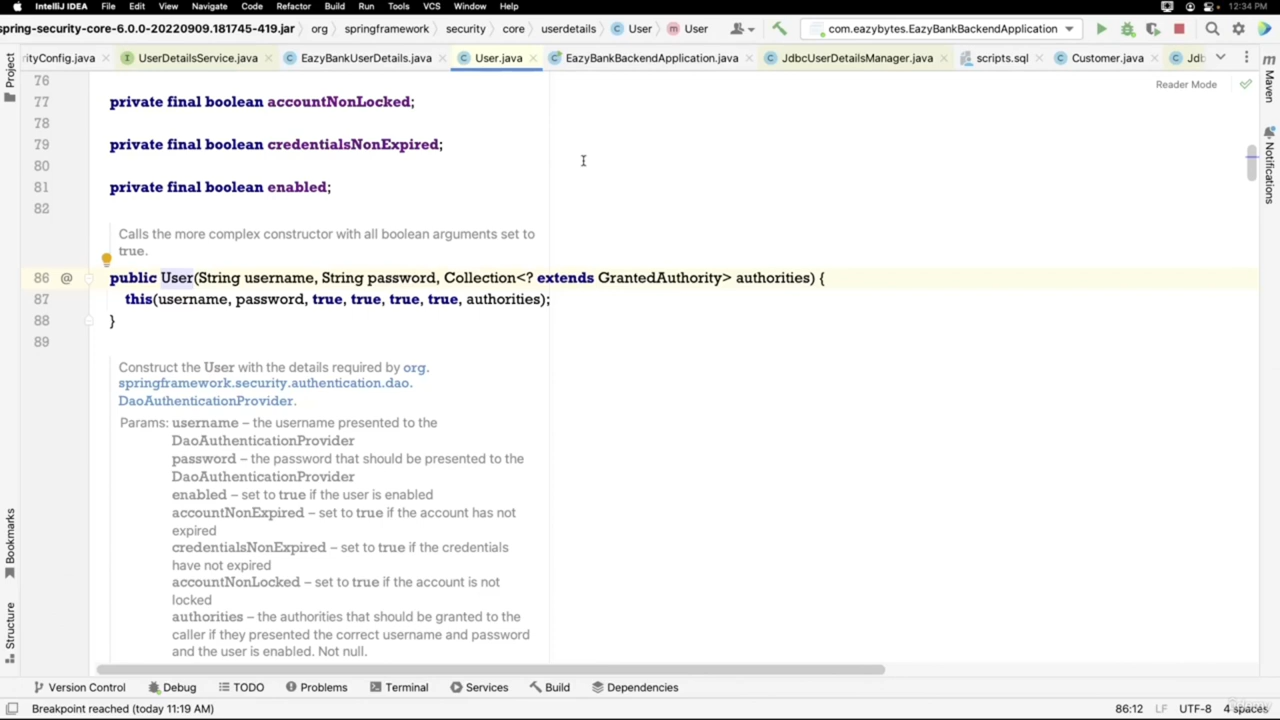 IntelliJ IDEA File Edit View Navigate Code Refactor Build Run Tools VCS Window Help 12:34 PM
spring-security-core-6.0.0-20220909.181745-419.jar org springframework security core userdetails User User com.eazybytes.EazyBankBackendApplication
Project
ityConfig.java UserDetailsService.java EazyBankUserDetails.java User.java EazyBankBackendApplication.java JdbcUserDetailsManager.java scripts.sql Customer.java Jdb
Maven
Notifications
Reader Mode
76
77 private final boolean accountNonLocked;
78
79 private final boolean credentialsNonExpired;
80
81 private final boolean enabled;
82
Calls the more complex constructor with all boolean arguments set to
true.
86 @ public User(String username, String password, Collection<? extends GrantedAuthority> authorities) {
87 this(username, password, true, true, true, true, authorities);
88 }
89
Construct the User with the details required by org.
springframework.security.authentication.dao.
DaoAuthenticationProvider.
Params: username – the username presented to the
DaoAuthenticationProvider
password – the password that should be presented to the
DaoAuthenticationProvider
enabled – set to true if the user is enabled
accountNonExpired – set to true if the account has not
expired
credentialsNonExpired – set to true if the credentials
have not expired
accountNonLocked – set to true if the account is not
locked
authorities – the authorities that should be granted to the
caller if they presented the correct username and password
and the user is enabled. Not null.
Bookmarks
Structure
Version Control Debug TODO Problems Terminal Services Build Dependencies
Breakpoint reached (today 11:19 AM) 86:12 LF UTF-8 4 spaces